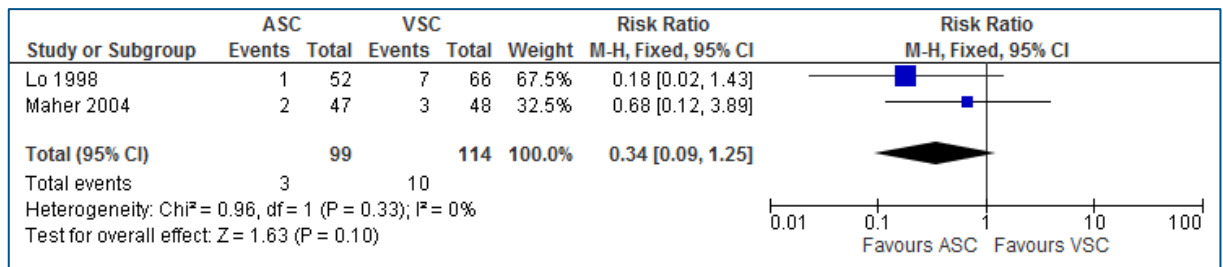 ASC VSC Risk Ratio Risk Ratio
Study or Subgroup Events Total Events Total Weight M-H, Fixed, 95% CI M-H, Fixed, 95% CI
Lo 1998 1 52 7 66 67.5% 0.18 [0.02, 1.43]
Maher 2004 2 47 3 48 32.5% 0.68 [0.12, 3.89]
Total (95% CI) 99 114 100.0% 0.34 [0.09, 1.25]
Total events 3 10
Heterogeneity: Chi² = 0.96, df = 1 (P = 0.33); I² = 0%
Test for overall effect: Z = 1.63 (P = 0.10)
0.01 0.1 1 10 100
Favours ASC Favours VSC